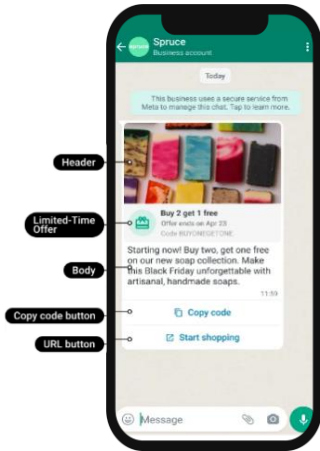 Spruce
Business account
Today
This business uses a secure service from
Meta to manage this chat. Tap to learn more.
Header
Limited-Time
Offer
Buy 2 get 1 free
Offer ends on Apr 23
Code BUYONEGETONE
Body
Starting now! Buy two, get one free
on our new soap collection. Make
this Black Friday unforgettable with
artisanal, handmade soaps.
11:59
Copy code button
Copy code
URL button
Start shopping
Message